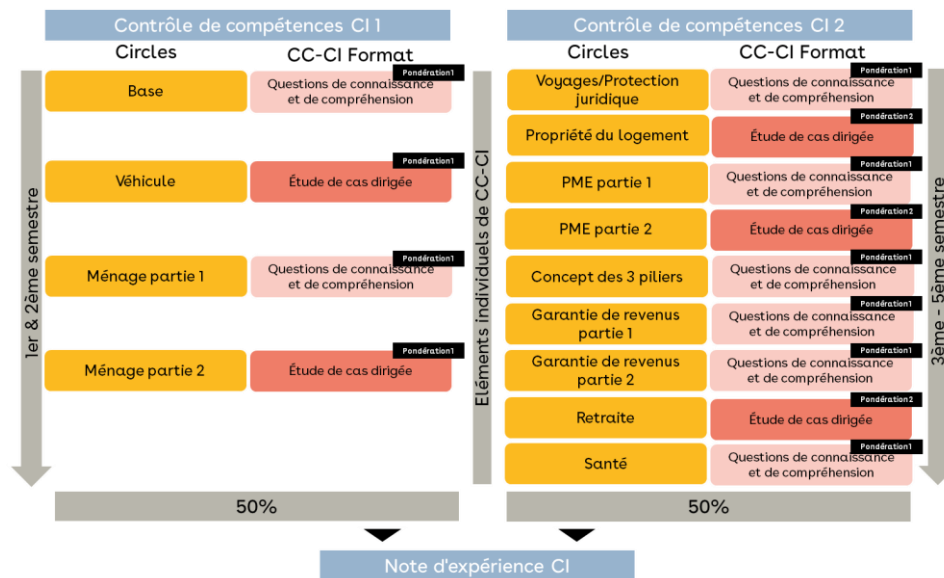 Contrôle de compétences CI 1
Circles
CC-CI Format
Base
Pondération1
Questions de connaissance
et de compréhension
Véhicule
Pondération1
Étude de cas dirigée
Ménage partie 1
Pondération1
Questions de connaissance
et de compréhension
Ménage partie 2
Pondération1
Étude de cas dirigée
1er & 2ème semestre
50%
Eléments individuels de CC-CI
Contrôle de compétences CI 2
Circles
CC-CI Format
Voyages/Protection
juridique
Pondération1
Questions de connaissance
et de compréhension
Propriété du logement
Pondération2
Étude de cas dirigée
PME partie 1
Pondération1
Questions de connaissance
et de compréhension
PME partie 2
Pondération2
Étude de cas dirigée
Concept des 3 piliers
Pondération1
Questions de connaissance
et de compréhension
Garantie de revenus
partie 1
Pondération1
Questions de connaissance
et de compréhension
Garantie de revenus
partie 2
Pondération1
Questions de connaissance
et de compréhension
Retraite
Pondération2
Étude de cas dirigée
Santé
Pondération1
Questions de connaissance
et de compréhension
3ème - 5ème semestre
50%
Note d'expérience CI